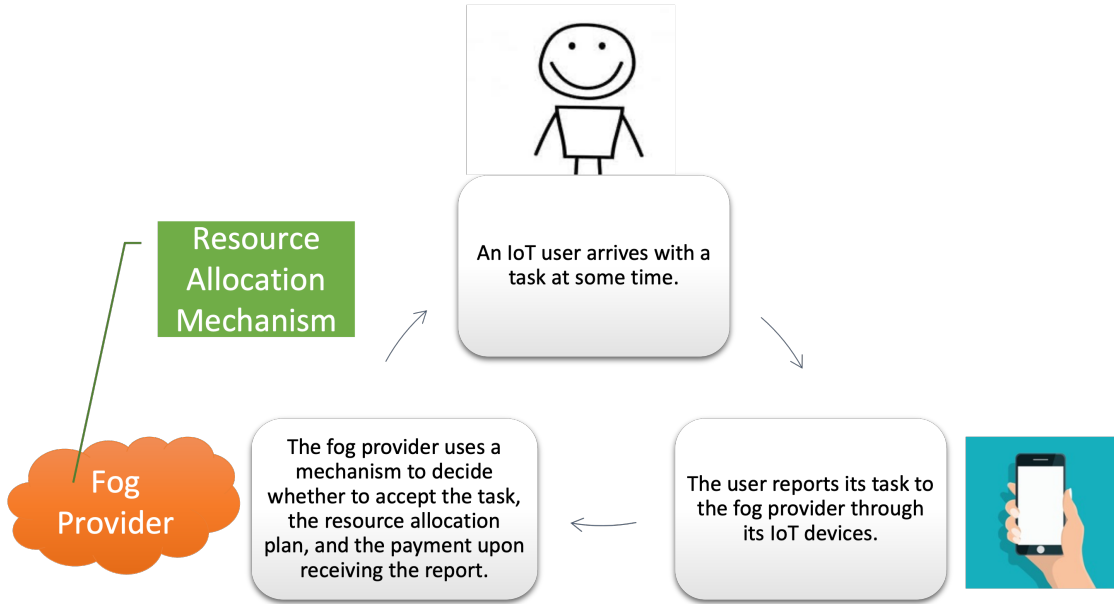 An IoT user arrives with a
task at some time.
Resource
Allocation
Mechanism
The user reports its task to
the fog provider through
its IoT devices.
The fog provider uses a
mechanism to decide
whether to accept the task,
the resource allocation
plan, and the payment upon
receiving the report.
Fog
Provider